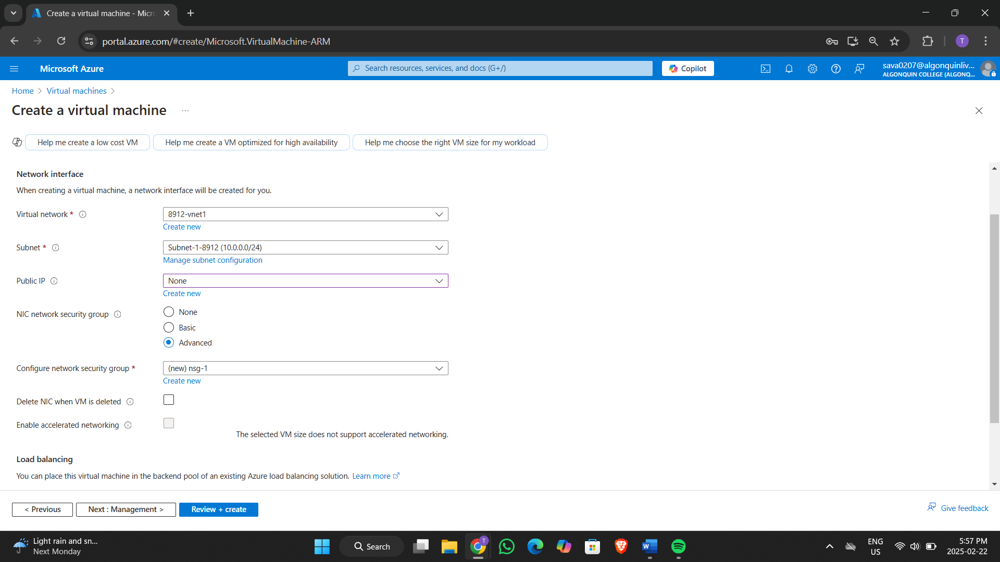 Create a virtual machine - Micro
portal.azure.com/#create/Microsoft.VirtualMachine-ARM
T
Microsoft Azure
Search resources, services, and docs (G+/)
Copilot
sava0207@algonquinliv...
ALGONQUIN COLLEGE (ALGONQ...
Home > Virtual machines >
Create a virtual machine ...
Help me create a low cost VM
Help me create a VM optimized for high availability
Help me choose the right VM size for my workload
Network interface
When creating a virtual machine, a network interface will be created for you.
Virtual network *
8912-vnet1
Create new
Subnet *
Subnet-1-8912 (10.0.0.0/24)
Manage subnet configuration
Public IP
None
Create new
NIC network security group
None
Basic
Advanced
Configure network security group *
(new) nsg-1
Create new
Delete NIC when VM is deleted
Enable accelerated networking
The selected VM size does not support accelerated networking.
Load balancing
You can place this virtual machine in the backend pool of an existing Azure load balancing solution. Learn more
< Previous
Next : Management >
Review + create
Give feedback
Light rain and sn...
Next Monday
Search
T
W
ENG
US
5:57 PM
2025-02-22